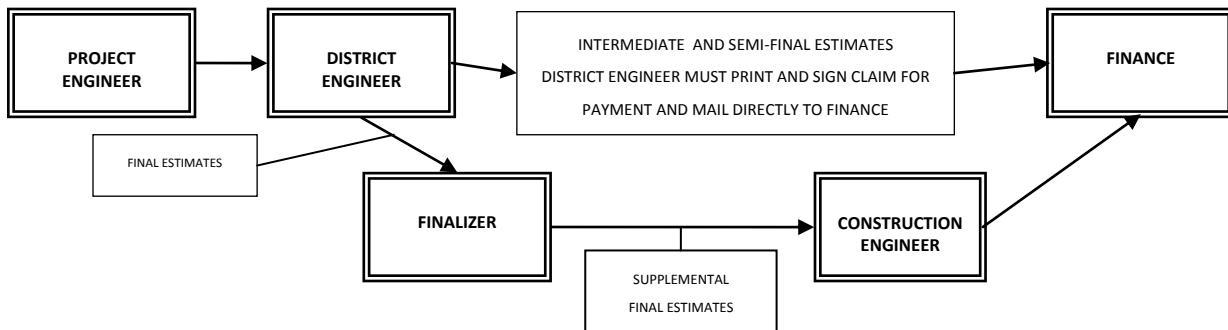 PROJECT
ENGINEER
DISTRICT
ENGINEER
INTERMEDIATE AND SEMI-FINAL ESTIMATES
DISTRICT ENGINEER MUST PRINT AND SIGN CLAIM FOR
PAYMENT AND MAIL DIRECTLY TO FINANCE
FINANCE
FINAL ESTIMATES
FINALIZER
CONSTRUCTION
ENGINEER
SUPPLEMENTAL
FINAL ESTIMATES